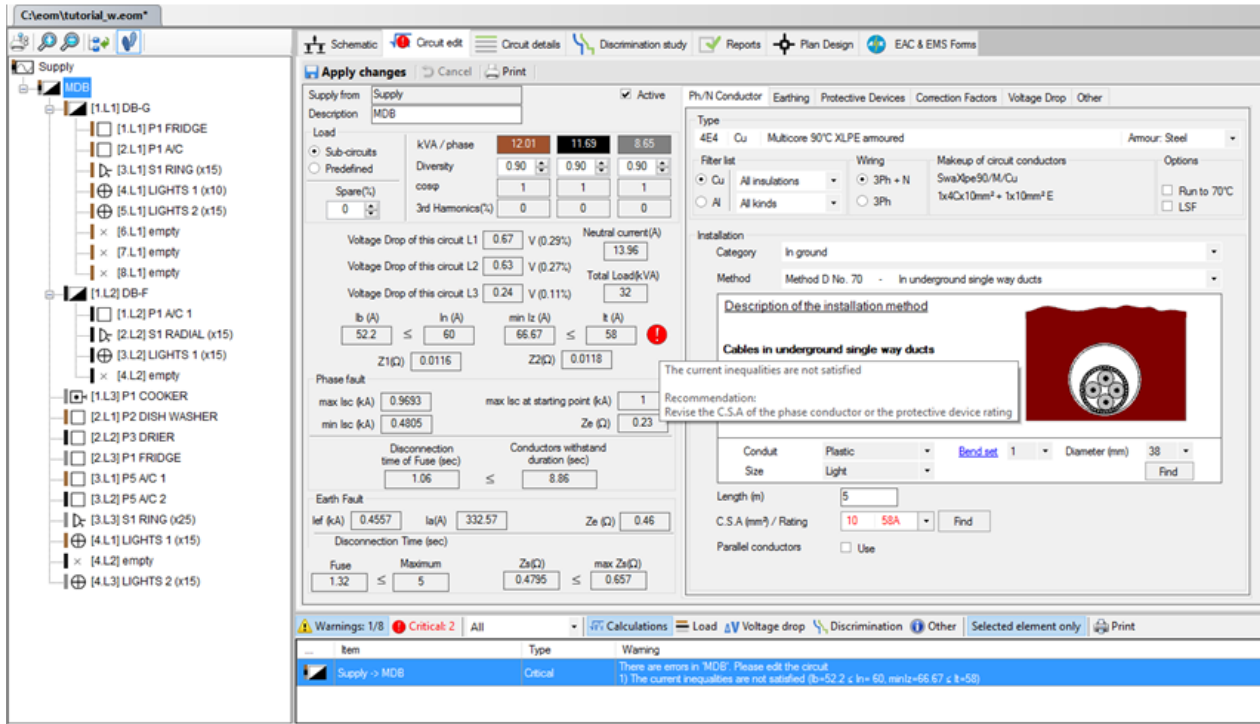 C:\eom\tutorial_w.eom*
Schematic Circuit edit Circuit details Discrimination study Reports Plan Design EAC & EMS Forms
Supply
MDB
[1.L1] DB-G
[1.L1] P1 FRIDGE
[2.L1] P1 A/C
[3.L1] S1 RING (x15)
[4.L1] LIGHTS 1 (x10)
[5.L1] LIGHTS 2 (x15)
[6.L1] empty
[7.L1] empty
[8.L1] empty
[1.L2] DB-F
[1.L2] P1 A/C 1
[2.L2] S1 RADIAL (x15)
[3.L2] LIGHTS 1 (x15)
[4.L2] empty
[1.L3] P1 COOKER
[2.L1] P2 DISH WASHER
[2.L2] P3 DRIER
[2.L3] P1 FRIDGE
[3.L1] P5 A/C 1
[3.L2] P5 A/C 2
[3.L3] S1 RING (x25)
[4.L1] LIGHTS 1 (x15)
[4.L2] empty
[4.L3] LIGHTS 2 (x15)
Apply changes Cancel Print
Supply from Supply Active
Description MDB
Load
Sub-circuits
Predefined
Spare(%)
0
kVA / phase 12.01 11.69 8.65
Diversity 0.90 0.90 0.90
cosφ 1 1 1
3rd Harmonics(%) 0 0 0
Voltage Drop of this circuit L1 0.67 V (0.29%)
Voltage Drop of this circuit L2 0.63 V (0.27%)
Voltage Drop of this circuit L3 0.24 V (0.11%)
Neutral current(A)
13.96
Total Load(kVA)
32
Ib (A) In (A) min Iz (A) It (A)
52.2 ≤ 60 66.67 ≤ 58
Z1(Ω) 0.0116 Z2(Ω) 0.0118
Phase fault
max Isc (kA) 0.9693 max Isc at starting point (kA) 1
min Isc (kA) 0.4805 Ze (Ω) 0.23
Disconnection
time of Fuse (sec)
Conductors withstand
duration (sec)
1.06 ≤ 8.86
Earth Fault
Ief (kA) 0.4557 Ia(A) 332.57 Ze (Ω) 0.46
Disconnection Time (sec)
Fuse Maximum Zs(Ω) max Zs(Ω)
1.32 ≤ 5 0.4795 ≤ 0.657
Ph/N Conductor Earthing Protective Devices Correction Factors Voltage Drop Other
Type
4E4 Cu Multicore 90°C XLPE armoured Armour: Steel
Filter list Wiring Makeup of circuit conductors Options
Cu All insulations 3Ph + N SwaXlpe90/M/Cu Run to 70°C
Al All kinds 3Ph 1x4Cx10mm² + 1x10mm² E LSF
Installation
Category In ground
Method Method D No. 70 - In underground single way ducts
Description of the installation method
Cables in underground single way ducts
The current inequalities are not satisfied
Recommendation:
Revise the C.S.A of the phase conductor or the protective device rating
Conduit Plastic Bend set 1 Diameter (mm) 38
Size Light Find
Length (m) 5
C.S.A (mm²) / Rating 10 58A Find
Parallel conductors Use
Warnings: 1/8 Critical: 2 All Calculations Load ΔV Voltage drop Discrimination Other Selected element only Print
... Item Type Warning
Supply -> MDB Critical There are errors in 'MDB'. Please edit the circuit
1) The current inequalities are not satisfied (Ib=52.2 ≤ In= 60, minIz=66.67 ≤ It=58)